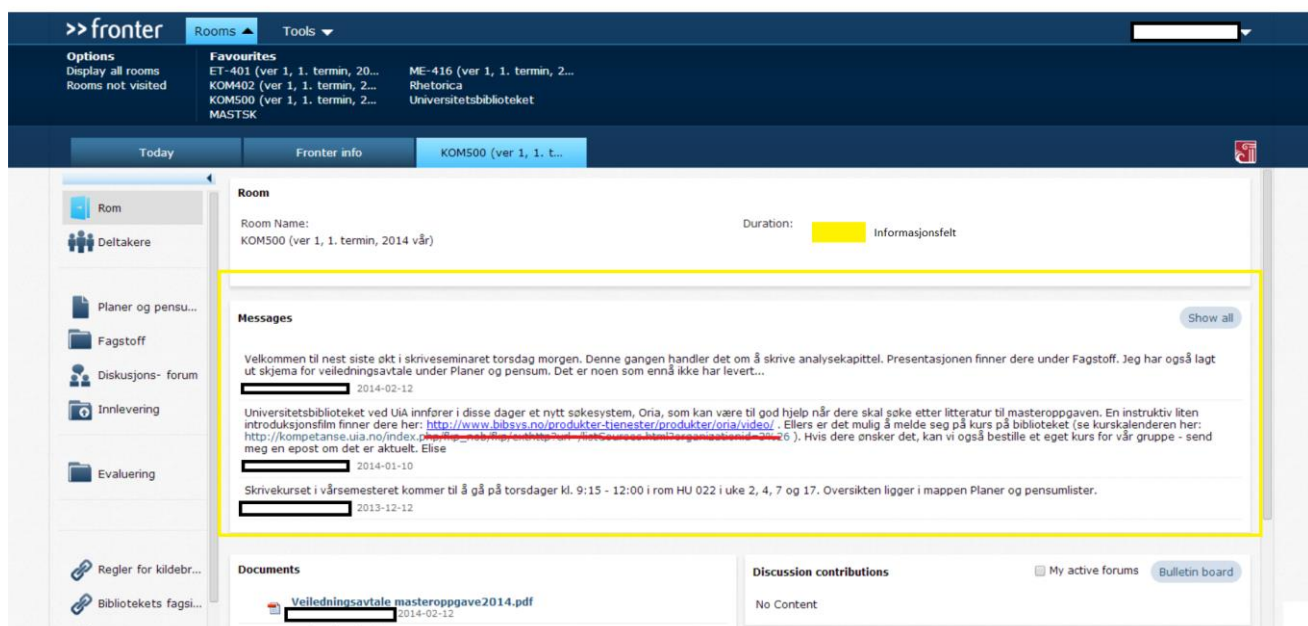 >>fronter Rooms Tools
Options Favourites
Display all rooms ET-401 (ver 1, 1. termin, 20... ME-416 (ver 1, 1. termin, 2...
Rooms not visited KOM402 (ver 1, 1. termin, 2... Rhetorica
KOM500 (ver 1, 1. termin, 2... Universitetsbiblioteket
MASTSK
Today Fronter info KOM500 (ver 1, 1. t...
Rom
Deltakere
Planer og pensu...
Fagstoff
Diskusjons- forum
Innlevering
Evaluering
Regler for kildebr...
Bibliotekets fagsi...
Room
Room Name: Duration:
KOM500 (ver 1, 1. termin, 2014 vår)
Informasjonsfelt
Messages Show all
Velkommen til nest siste økt i skriveseminaret torsdag morgen. Denne gangen handler det om å skrive analysekapittel. Presentasjonen finner dere under Fagstoff. Jeg har også lagt
ut skjema for veiledningsavtale under Planer og pensum. Det er noen som ennå ikke har
levert...
2014-02-12
Universitetsbiblioteket ved UiA innfører i disse dager et nytt søkesystem, Oria, som kan være til god hjelp når dere skal søke etter litteratur til masteroppgaven. En instruktiv liten
introduksjonsfilm finner dere her: http://www.bibsys.no/produkter-tjenester/produkter/oria/video/ . Ellers er det mulig å melde seg på kurs på biblioteket (se kurskalenderen her:
http://kompetanse.uia.no/index. ). Hvis dere ønsker det, kan vi også bestille et eget kurs for vår gruppe - send
meg en epost om det er aktuelt. Elise
2014-01-10
Skrivekurset i vårsemesteret kommer til å gå på torsdager kl. 9:15 - 12:00 i rom HU 022 i uke 2, 4, 7 og 17. Oversikten ligger i mappen Planer og pensumlister.
2013-12-12
Documents
Veiledningsavtale masteroppgave2014.pdf
2014-02-12
Discussion contributions My active forums Bulletin board
No Content